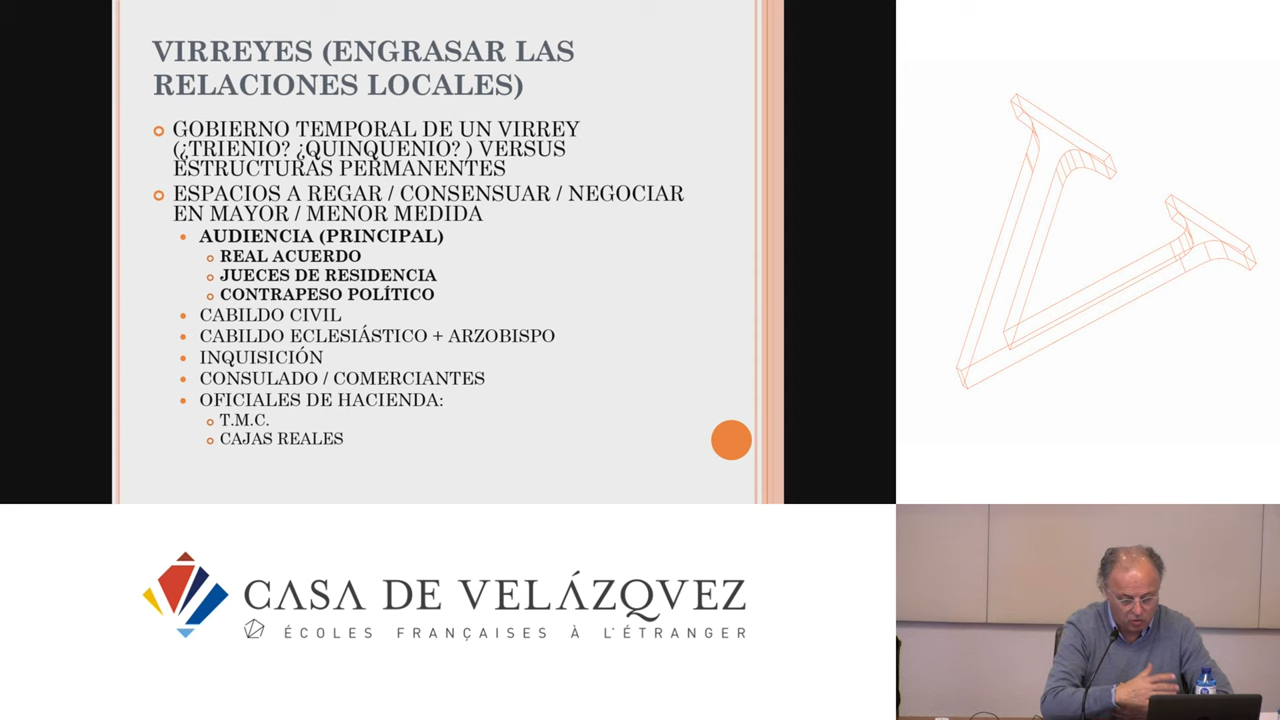 VIRREYES (ENGRASAR LAS
RELACIONES LOCALES)
GOBIERNO TEMPORAL DE UN VIRREY
(¿TRIENIO? ¿QUINQUENIO? ) VERSUS
ESTRUCTURAS PERMANENTES
ESPACIOS A REGAR / CONSENSUAR / NEGOCIAR
EN MAYOR / MENOR MEDIDA
AUDIENCIA (PRINCIPAL)
REAL ACUERDO
JUECES DE RESIDENCIA
CONTRAPESO POLÍTICO
CABILDO CIVIL
CABILDO ECLESIÁSTICO + ARZOBISPO
INQUISICIÓN
CONSULADO / COMERCIANTES
OFICIALES DE HACIENDA:
T.M.C.
CAJAS REALES
CASA DE VELÁZQVEZ
ÉCOLES FRANÇAISES À L'ÉTRANGER